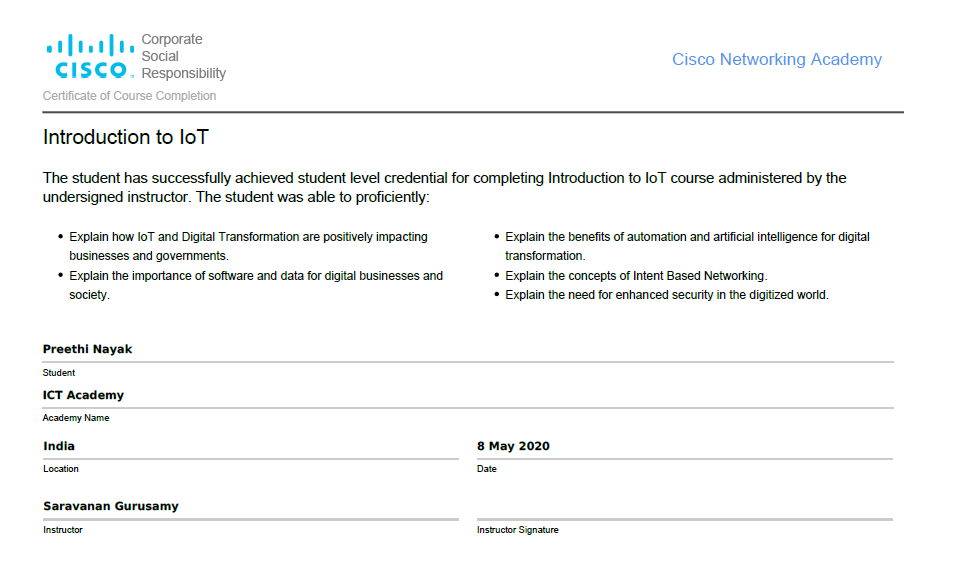 Corporate
Social
Responsibility
CISCO
Cisco Networking Academy
Certificate of Course Completion
Introduction to IoT
The student has successfully achieved student level credential for completing Introduction to IoT course administered by the
undersigned instructor. The student was able to proficiently:
• Explain how IoT and Digital Transformation are positively impacting
businesses and governments.
• Explain the importance of software and data for digital businesses and
society.
• Explain the benefits of automation and artificial intelligence for digital
transformation.
• Explain the concepts of Intent Based Networking.
• Explain the need for enhanced security in the digitized world.
Preethi Nayak
Student
ICT Academy
Academy Name
India
Location
8 May 2020
Date
Saravanan Gurusamy
Instructor
Instructor Signature